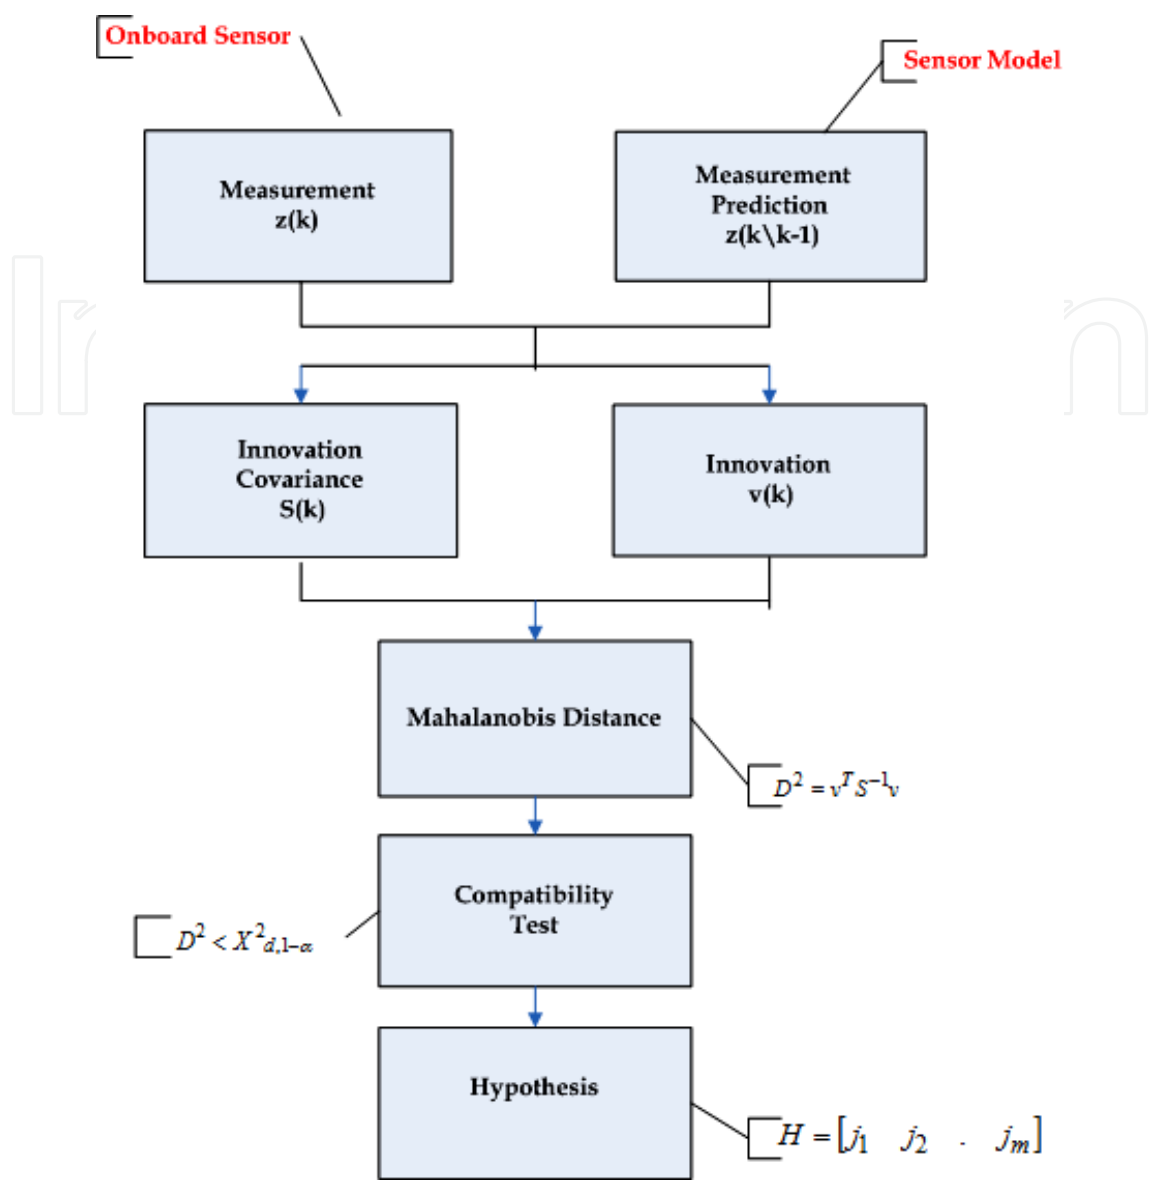 Onboard Sensor
Sensor Model
Measurement
z(k)
Measurement
Prediction
z(k\k-1)
Innovation
Covariance
S(k)
Innovation
v(k)
Mahalanobis Distance
D² = vᵀS⁻¹v
Compatibility
Test
D² < X²d,1−α
Hypothesis
H = [j₁ j₂ . jₘ]